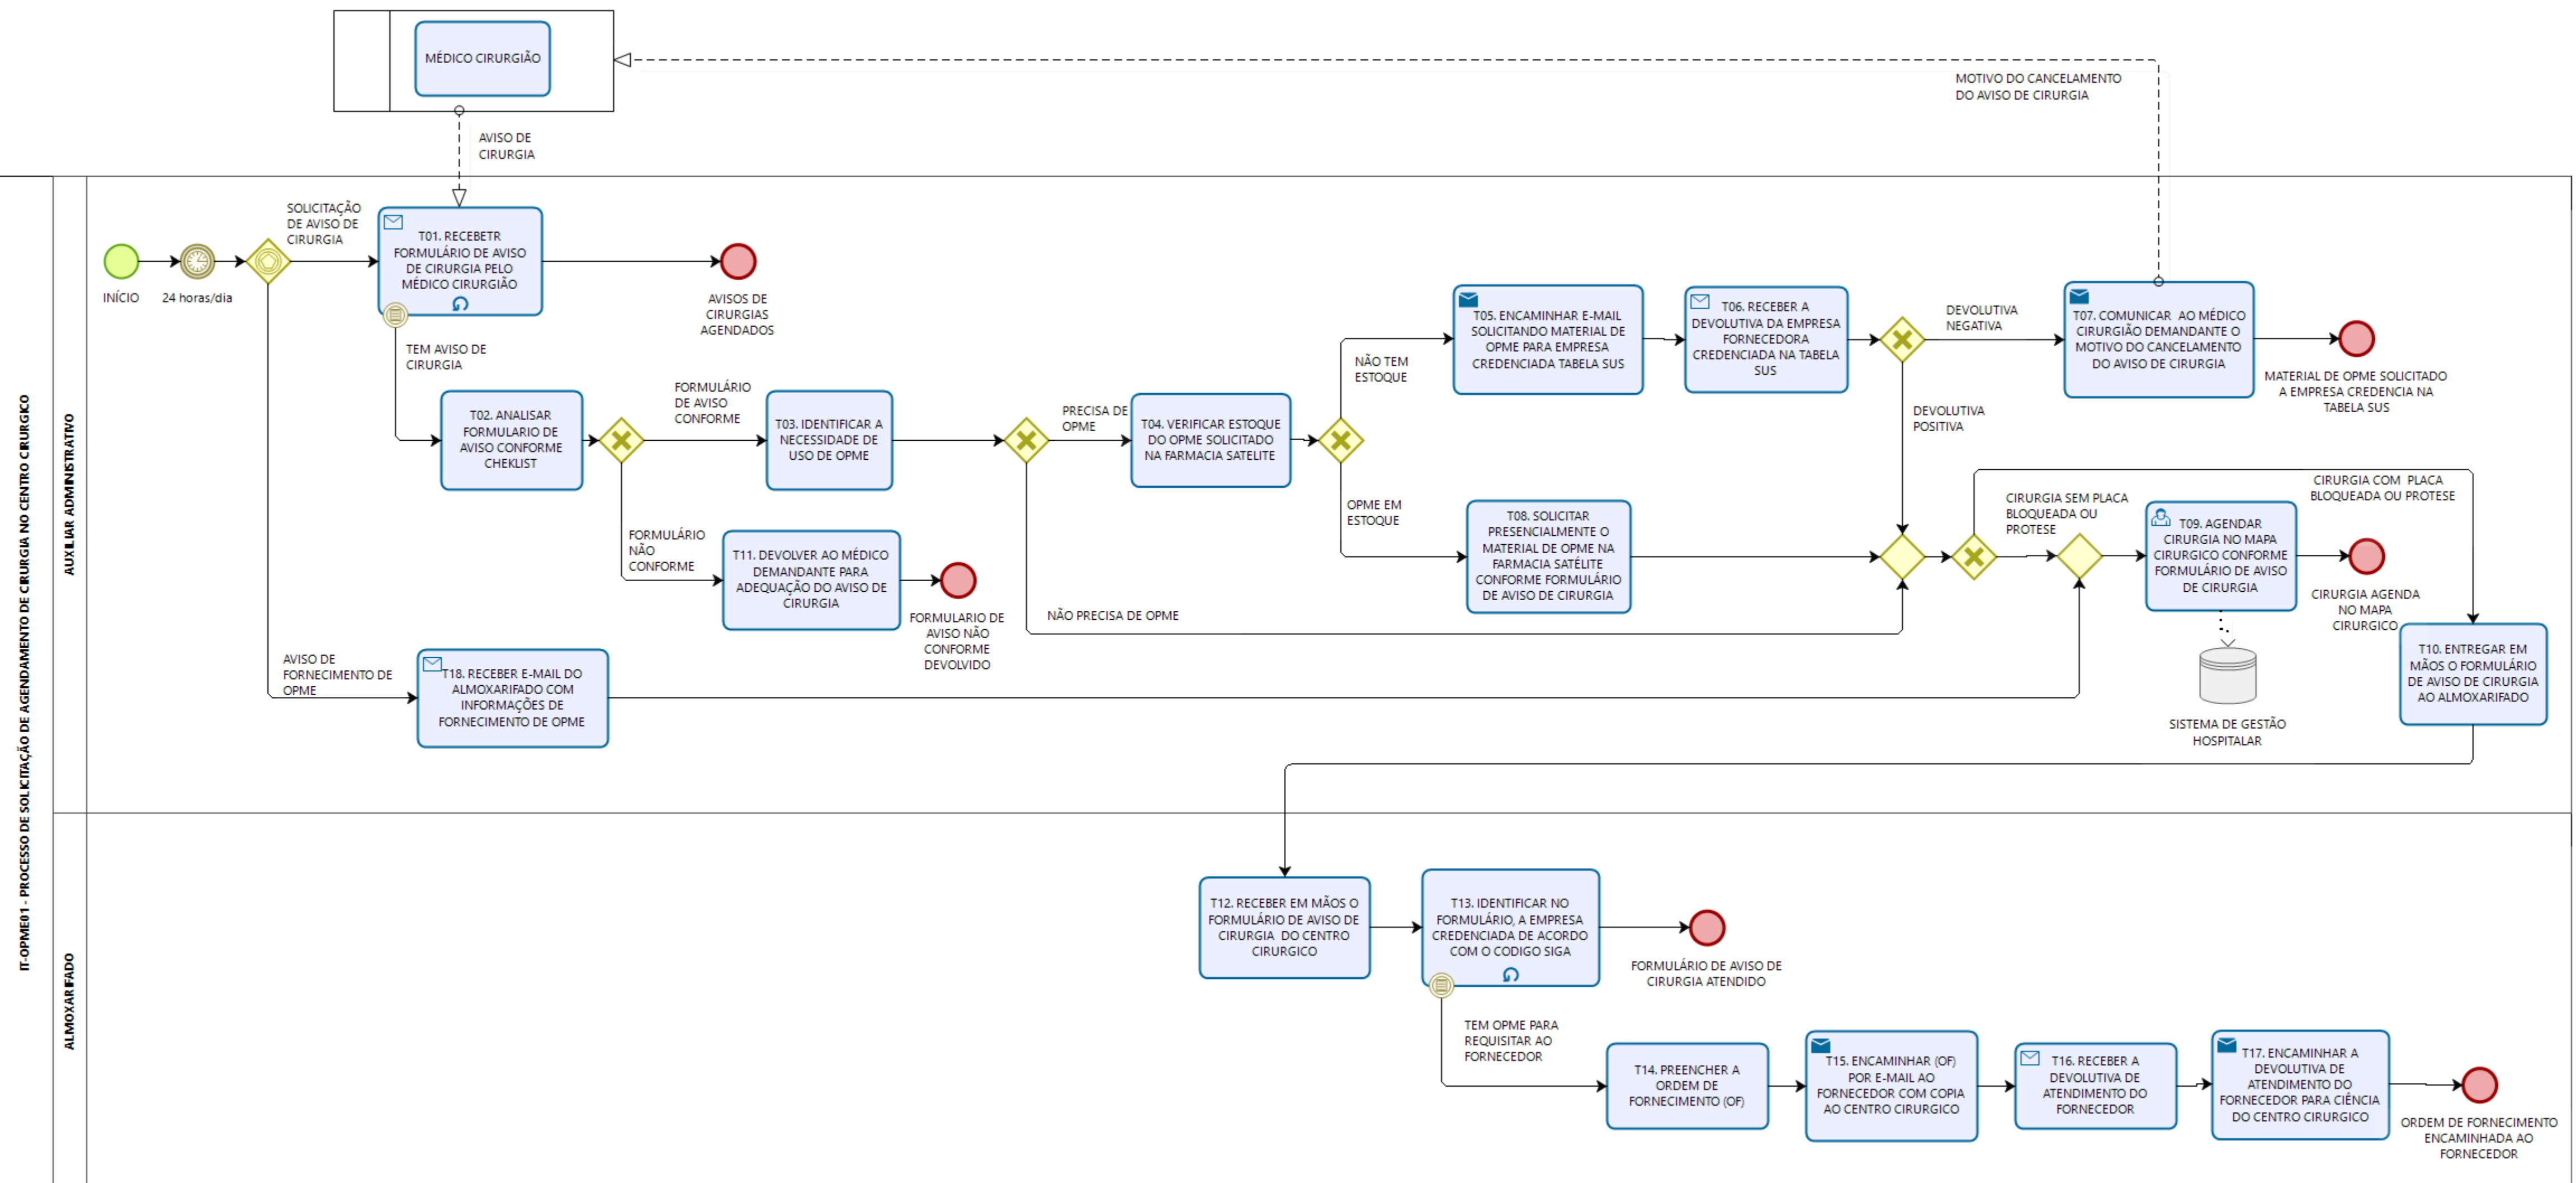 MÉDICO CIRURGIÃO
MOTIVO DO CANCELAMENTO
DO AVISO DE CIRURGIA
AVISO DE
CIRURGIA
IT-OPME01 - PROCESSO DE SOLICITAÇÃO DE AGENDAMENTO DE CIRURGIA NO CENTRO CIRURGICO
AUXILIAR ADMINISTRATIVO
INÍCIO
24 horas/dia
SOLICITAÇÃO
DE AVISO DE
CIRURGIA
T01. RECEBETR
FORMULÁRIO DE AVISO
DE CIRURGIA PELO
MÉDICO CIRURGIÃO
AVISOS DE
CIRURGIAS
AGENDADOS
TEM AVISO DE
CIRURGIA
T02. ANALISAR
FORMULARIO DE
AVISO CONFORME
CHEKLIST
FORMULÁRIO
DE AVISO
CONFORME
T03. IDENTIFICAR A
NECESSIDADE DE
USO DE OPME
PRECISA DE
OPME
T04. VERIFICAR ESTOQUE
DO OPME SOLICITADO
NA FARMACIA SATELITE
NÃO TEM
ESTOQUE
T05. ENCAMINHAR E-MAIL
SOLICITANDO MATERIAL DE
OPME PARA EMPRESA
CREDENCIADA TABELA SUS
T06. RECEBER A
DEVOLUTIVA DA EMPRESA
FORNECEDORA
CREDENCIADA NA TABELA
SUS
DEVOLUTIVA
NEGATIVA
T07. COMUNICAR AO MÉDICO
CIRURGIÃO DEMANDANTE O
MOTIVO DO CANCELAMENTO
DO AVISO DE CIRURGIA
MATERIAL DE OPME SOLICITADO
A EMPRESA CREDENCIA NA
TABELA SUS
DEVOLUTIVA
POSITIVA
OPME EM
ESTOQUE
T08. SOLICITAR
PRESENCIALMENTE O
MATERIAL DE OPME NA
FARMACIA SATÉLITE
CONFORME FORMULÁRIO
DE AVISO DE CIRURGIA
CIRURGIA SEM PLACA
BLOQUEADA OU
PROTESE
CIRURGIA COM PLACA
BLOQUEADA OU PROTESE
T09. AGENDAR
CIRURGIA NO MAPA
CIRURGICO CONFORME
FORMULÁRIO DE AVISO
DE CIRURGIA
CIRURGIA AGENDA
NO MAPA
CIRURGICO
SISTEMA DE GESTÃO
HOSPITALAR
T10. ENTREGAR EM
MÃOS O FORMULÁRIO
DE AVISO DE CIRURGIA
AO ALMOXARIFADO
FORMULÁRIO
NÃO
CONFORME
T11. DEVOLVER AO MÉDICO
DEMANDANTE PARA
ADEQUAÇÃO DO AVISO DE
CIRURGIA
FORMULARIO DE
AVISO NÃO
CONFORME
DEVOLVIDO
NÃO PRECISA DE OPME
AVISO DE
FORNECIMENTO DE
OPME
T18. RECEBER E-MAIL DO
ALMOXARIFADO COM
INFORMAÇÕES DE
FORNECIMENTO DE OPME
ALMOXARIFADO
T12. RECEBER EM MÃOS O
FORMULÁRIO DE AVISO DE
CIRURGIA DO CENTRO
CIRURGICO
T13. IDENTIFICAR NO
FORMULÁRIO, A EMPRESA
CREDENCIADA DE ACORDO
COM O CODIGO SIGA
FORMULÁRIO DE AVISO DE
CIRURGIA ATENDIDO
TEM OPME PARA
REQUISITAR AO
FORNECEDOR
T14. PREENCHER A
ORDEM DE
FORNECIMENTO (OF)
T15. ENCAMINHAR (OF)
POR E-MAIL AO
FORNECEDOR COM COPIA
AO CENTRO CIRURGICO
T16. RECEBER A
DEVOLUTIVA DE
ATENDIMENTO DO
FORNECEDOR
T17. ENCAMINHAR A
DEVOLUTIVA DE
ATENDIMENTO DO
FORNECEDOR PARA CIÊNCIA
DO CENTRO CIRURGICO
ORDEM DE FORNECIMENTO
ENCAMINHADA AO
FORNECEDOR